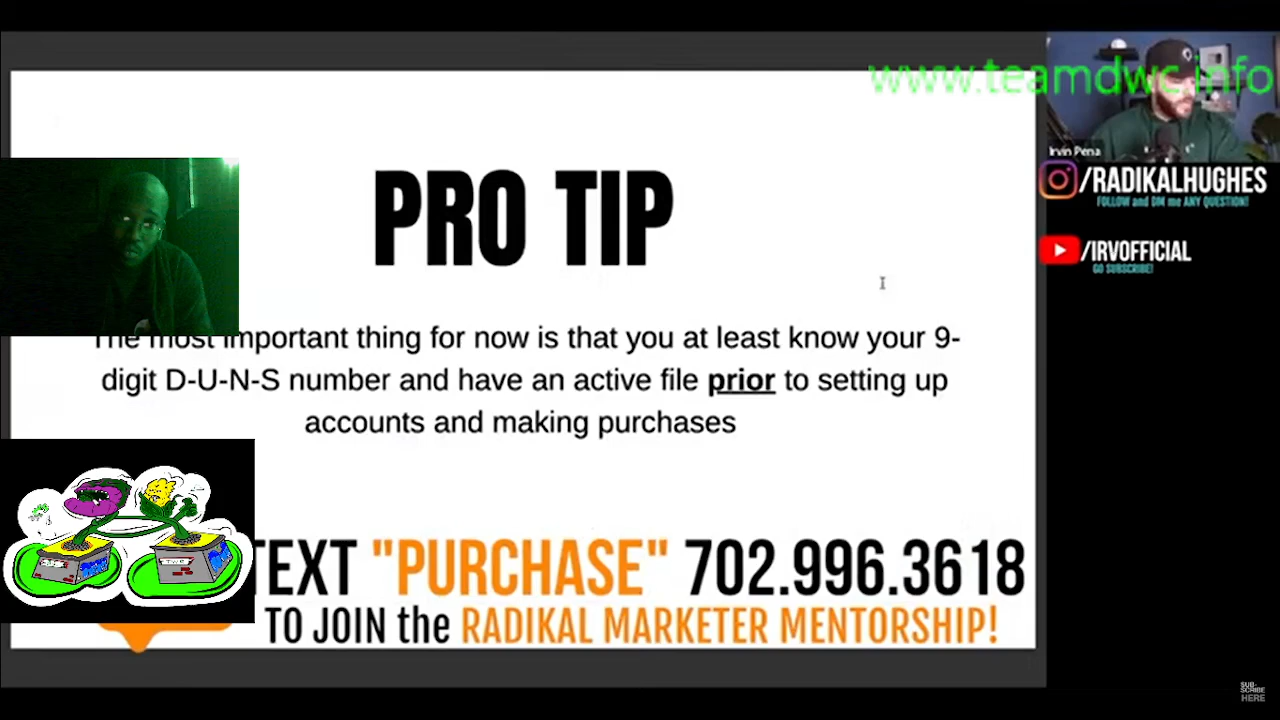 www.teamdwc.info
Irvin Pena
/RADIKALHUGHES
FOLLOW and DM me ANY QUESTION!
/IRVOFFICIAL
GO SUBSCRIBE!
PRO TIP
The most important thing for now is that you at least know your 9-
digit D-U-N-S number and have an active file prior to setting up
accounts and making purchases
TEXT "PURCHASE" 702.996.3618
TO JOIN the RADIKAL MARKETER MENTORSHIP!
SUB-
SCRIBE
HERE